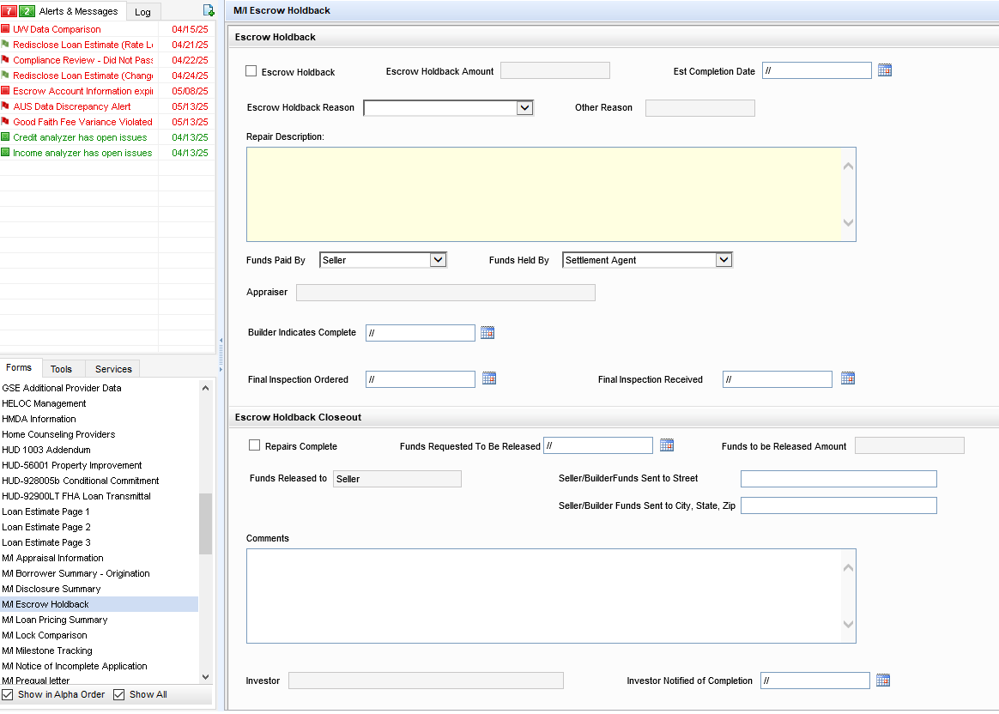 7 2 Alerts & Messages Log
UW Data Comparison 04/15/25
Redisclose Loan Estimate (Rate Lo 04/21/25
Compliance Review - Did Not Pass 04/22/25
Redisclose Loan Estimate (Change 04/24/25
Escrow Account Information expi 05/08/25
AUS Data Discrepancy Alert 05/13/25
Good Faith Fee Variance Violated 05/13/25
Credit analyzer has open issues 04/13/25
Income analyzer has open issues 04/13/25
Forms Tools Services
GSE Additional Provider Data
HELOC Management
HMDA Information
Home Counseling Providers
HUD 1003 Addendum
HUD-56001 Property Improvement
HUD-928005b Conditional Commitment
HUD-92900LT FHA Loan Transmittal
Loan Estimate Page 1
Loan Estimate Page 2
Loan Estimate Page 3
M/I Appraisal Information
M/I Borrower Summary - Origination
M/I Disclosure Summary
M/I Escrow Holdback
M/I Loan Pricing Summary
M/I Lock Comparison
M/I Milestone Tracking
M/I Notice of Incomplete Application
M/I Prequal letter
Show in Alpha Order Show All
M/I Escrow Holdback
Escrow Holdback
Escrow Holdback Escrow Holdback Amount Est Completion Date //
Escrow Holdback Reason Other Reason
Repair Description:
Funds Paid By Seller Funds Held By Settlement Agent
Appraiser
Builder Indicates Complete //
Final Inspection Ordered // Final Inspection Received //
Escrow Holdback Closeout
Repairs Complete Funds Requested To Be Released // Funds to be Released Amount
Funds Released to Seller Seller/BuilderFunds Sent to Street
Seller/Builder Funds Sent to City, State, Zip
Comments
Investor Investor Notified of Completion //